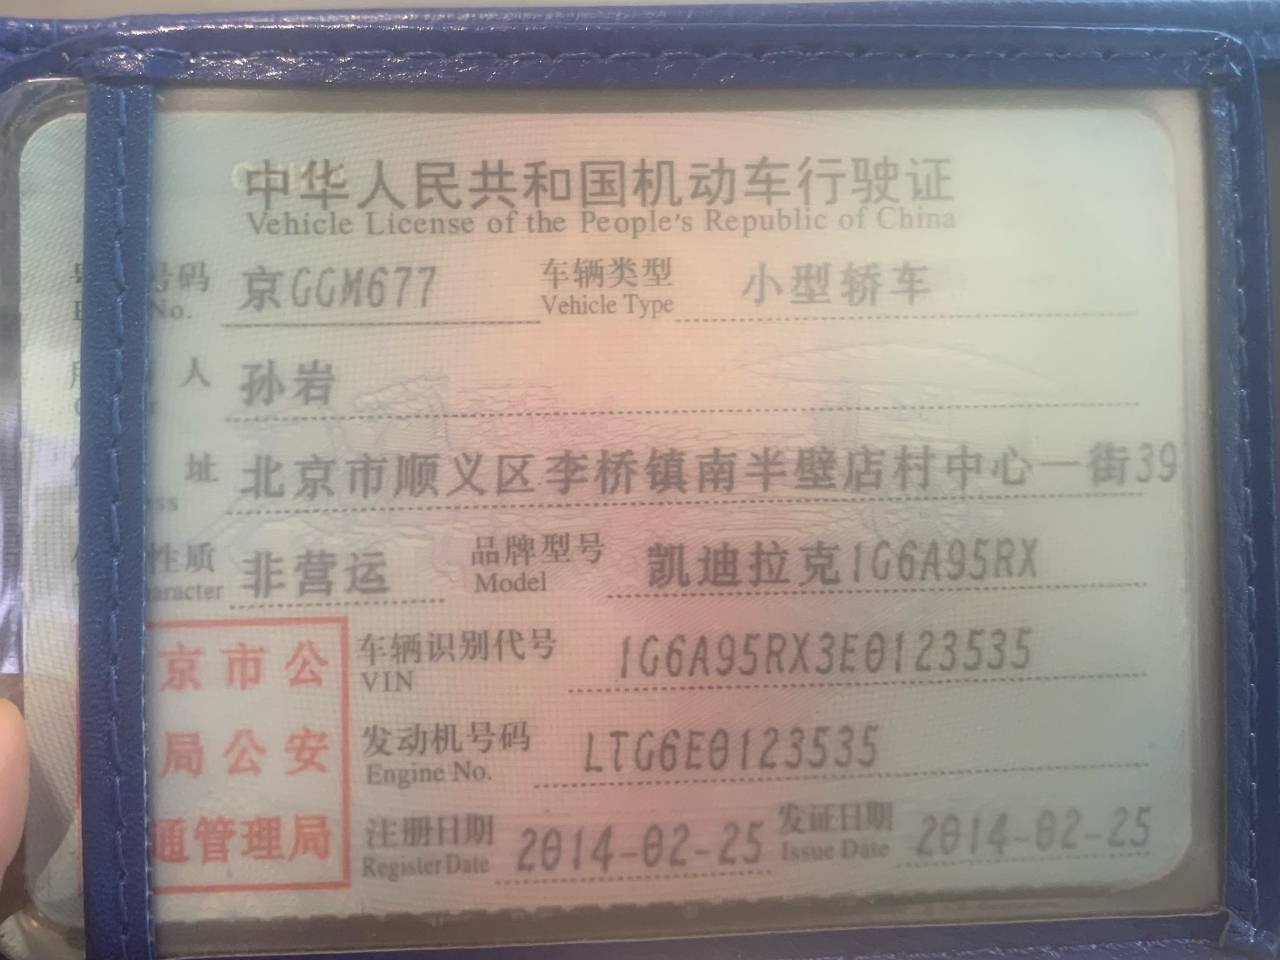 中华人民共和国机动车行驶证
Vehicle License of the People's Republic of China
号码 京GGM677 车辆类型 小型轿车
No. Vehicle Type
人 孙岩
址 北京市顺义区李桥镇南半壁店村中心一街39
性质 非营运 品牌型号 凯迪拉克1G6A95RX
aracter Model
京市公 车辆识别代号 1G6A95RX3E0123535
VIN
局公安 发动机号码 LTG6E0123535
Engine No.
通管理局 注册日期 2014-02-25 发证日期 2014-02-25
Register Date Issue Date